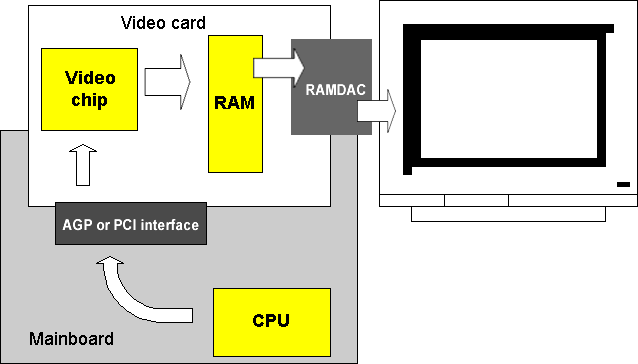 Video card
Video
chip
RAM
RAMDAC
AGP or PCI interface
CPU
Mainboard